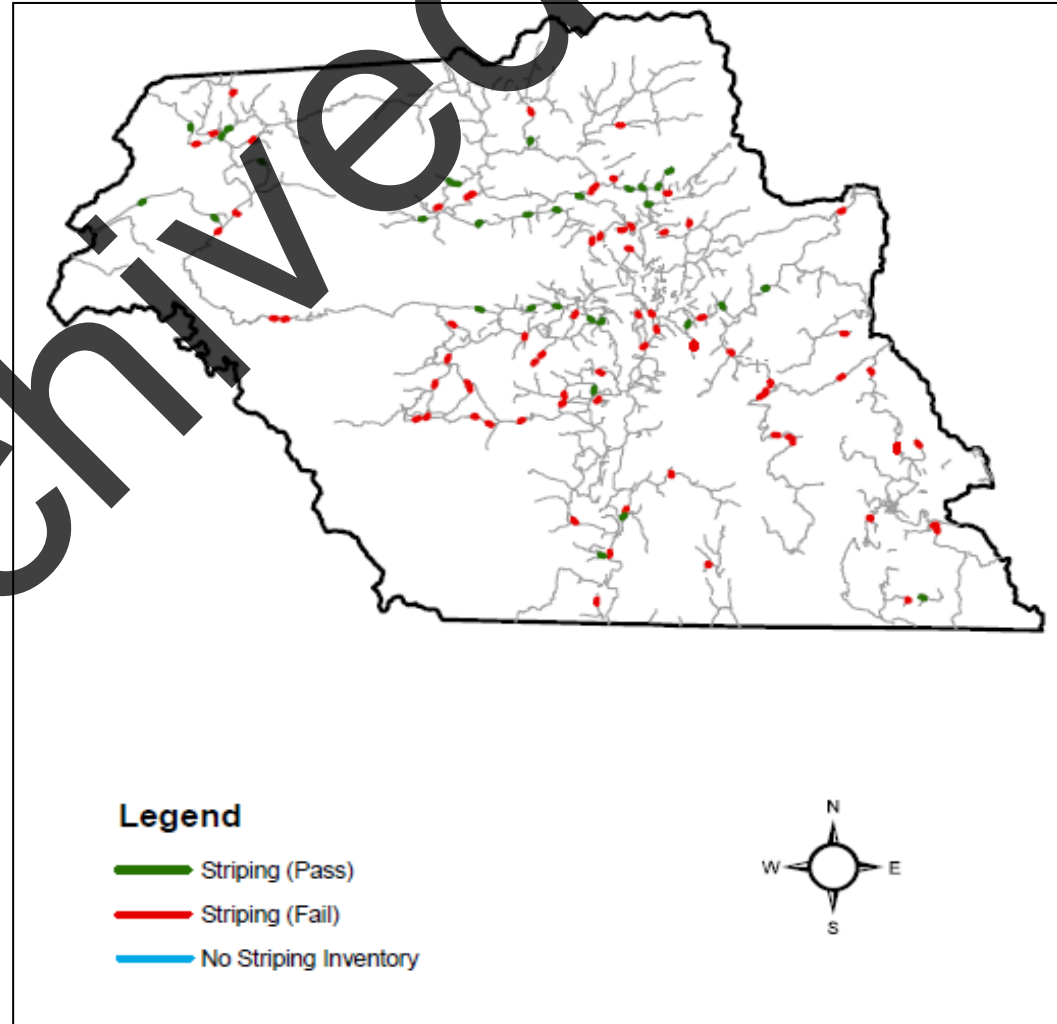 chived
Legend
Striping (Pass)
Striping (Fail)
No Striping Inventory
N
W
E
S